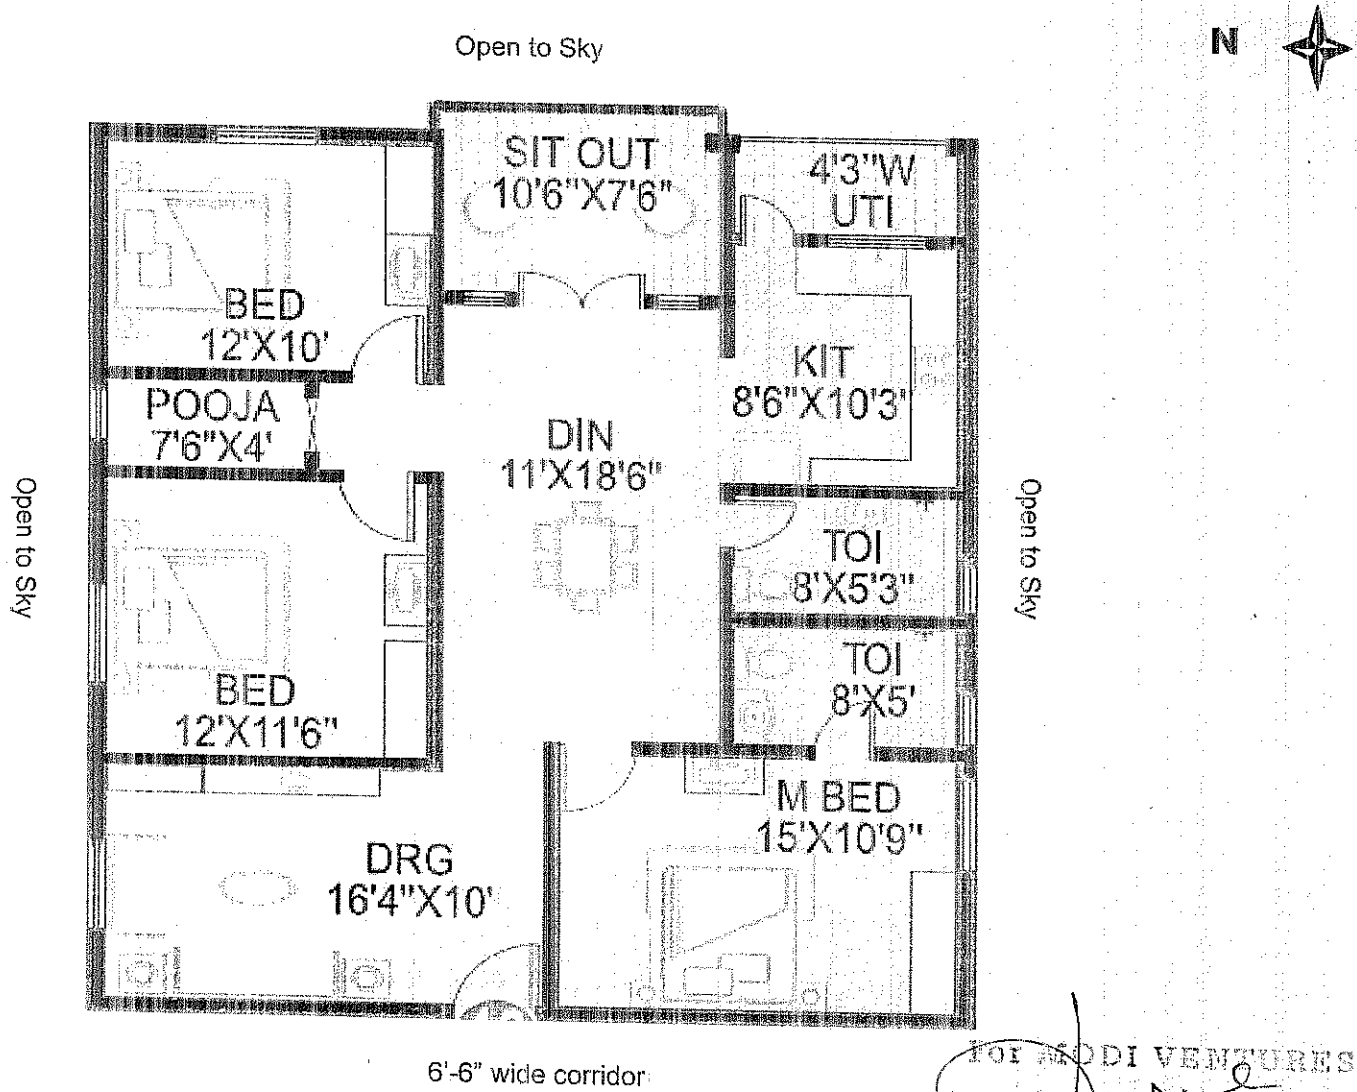 Open to Sky
N
SIT OUT
10'6"X7'6"
4'3"W
UTI
BED
12'X10'
KIT
8'6"X10'3"
POOJA
7'6"X4'
DIN
11'X18'6"
Open to Sky
Open to Sky
TOI
8'X5'3"
TOI
8'X5'
BED
12'X11'6"
M BED
15'X10'9"
DRG
16'4"X10'
For MODI VENTURES
6'-6" wide corridor